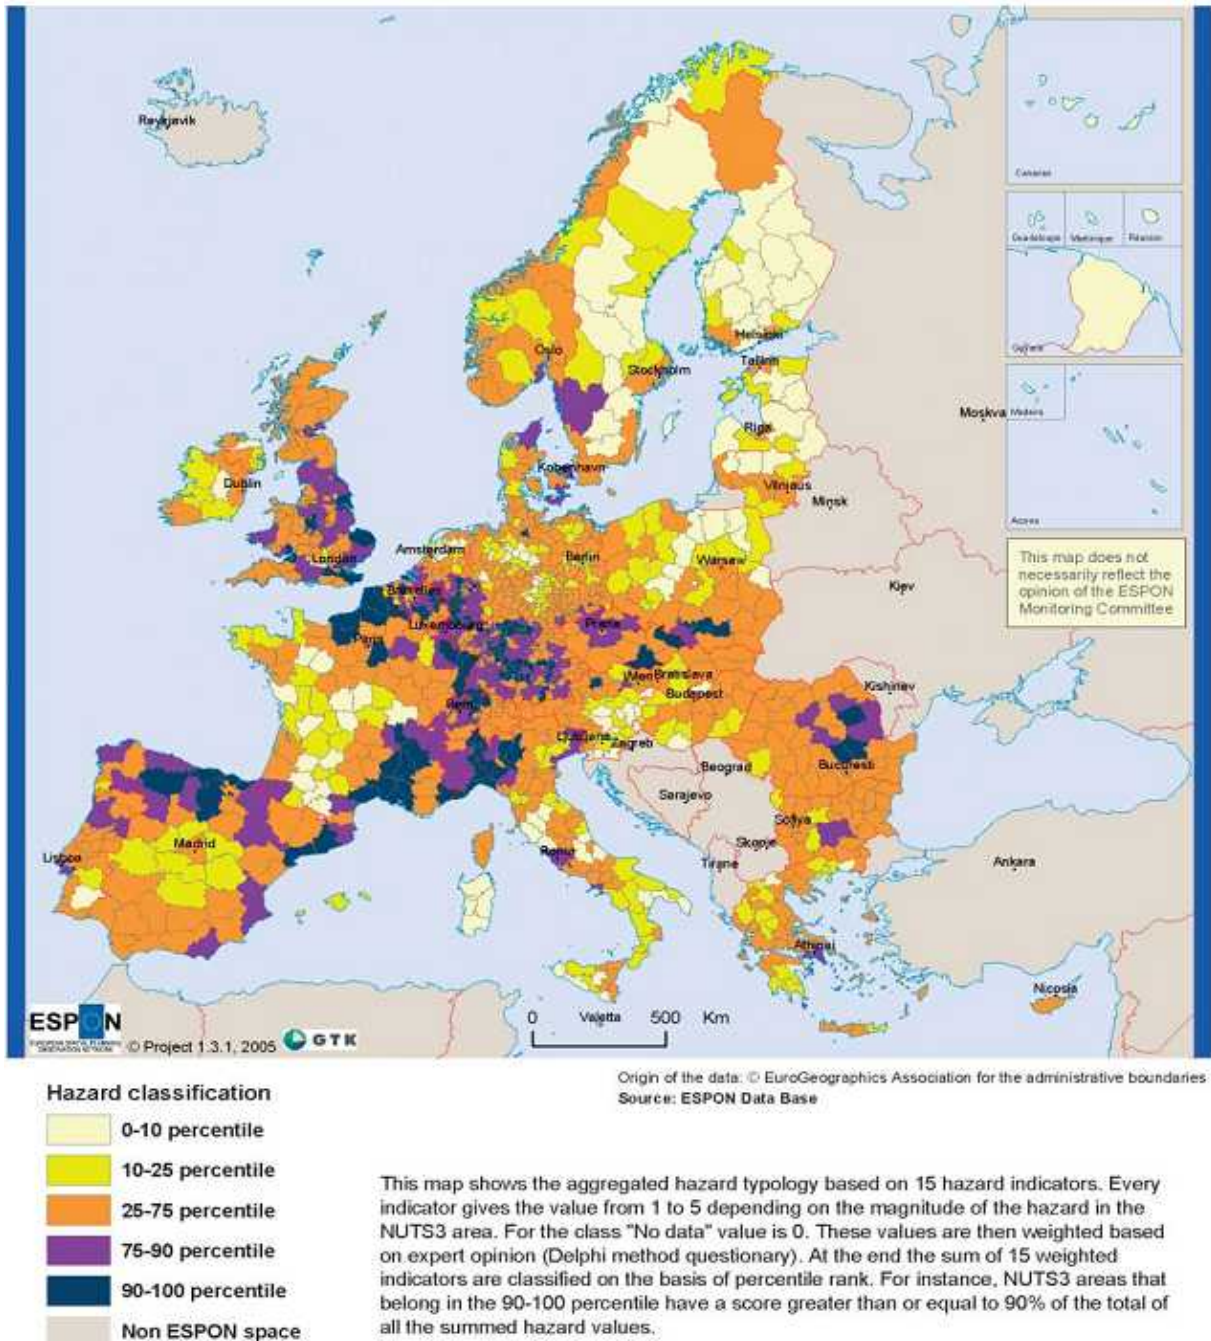 Reykjavik
Canarias
Guadeloupe
Martinique
Réunion
Guyane
Oslo
Helsinki
Tallinn
Stockholm
Moskva
Madeira
Riga
Dublin
København
Vilnius
Minsk
Acores
London
Amsterdam
Berlin
Warsaw
This map does not
necessarily reflect the
opinion of the ESPON
Monitoring Committee
Kiev
Bruxelles
Luxembourg
Paris
Praha
Wien
Bratislava
Kishinev
Budapest
Bern
Ljubljana
Zagreb
Beograd
Bucuresti
Sarajevo
Sofiya
Madrid
Skopje
Lisboa
Roma
Tirane
Ankara
Athinai
Nicosia
ESPON
© Project 1.3.1, 2005
GTK
0
Valletta
500
Km
Origin of the data: © EuroGeographics Association for the administrative boundaries
Source: ESPON Data Base
Hazard classification
0-10 percentile
10-25 percentile
25-75 percentile
75-90 percentile
90-100 percentile
Non ESPON space
This map shows the aggregated hazard typology based on 15 hazard indicators. Every
indicator gives the value from 1 to 5 depending on the magnitude of the hazard in the
NUTS3 area. For the class "No data" value is 0. These values are then weighted based
on expert opinion (Delphi method questionary). At the end the sum of 15 weighted
indicators are classified on the basis of percentile rank. For instance, NUTS3 areas that
belong in the 90-100 percentile have a score greater than or equal to 90% of the total of
all the summed hazard values.